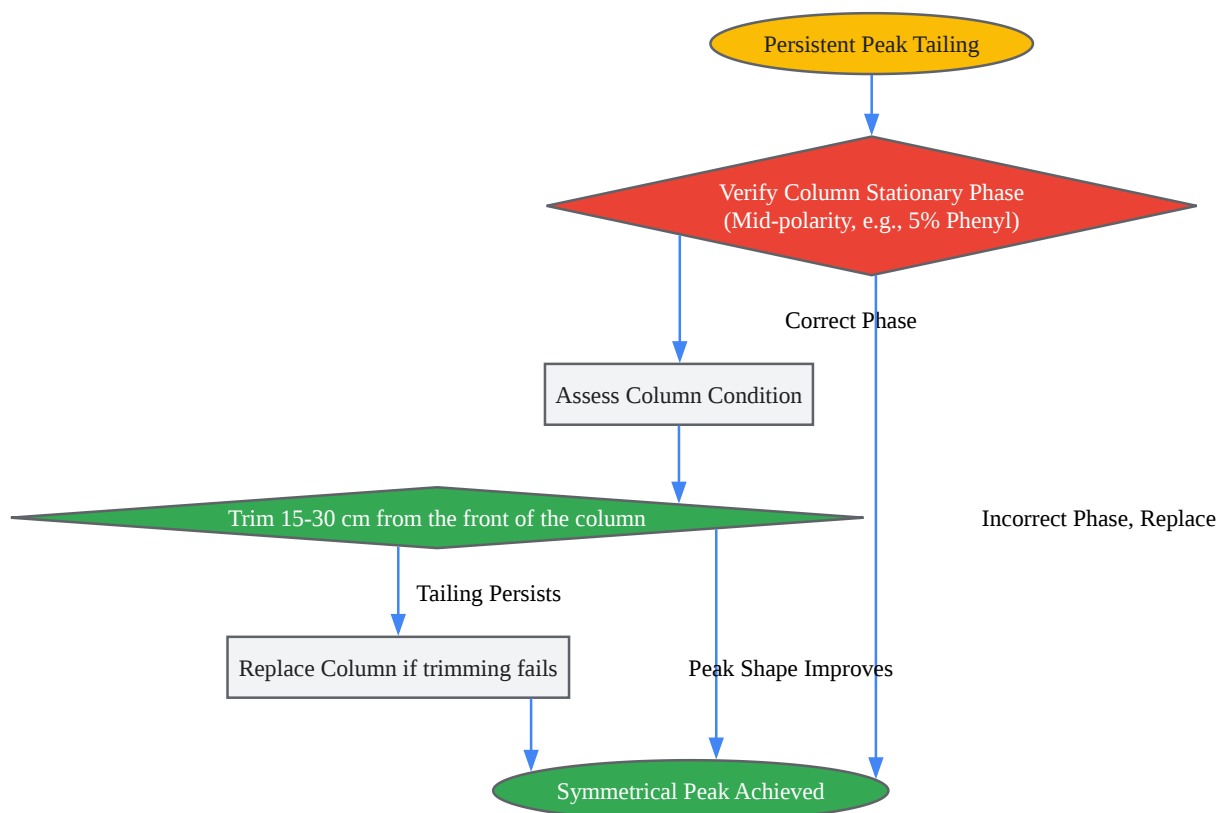 Persistent Peak Tailing
Verify Column Stationary Phase
(Mid-polarity, e.g., 5% Phenyl)
Correct Phase
Assess Column Condition
Trim 15-30 cm from the front of the column
Incorrect Phase, Replace
Tailing Persists
Replace Column if trimming fails
Peak Shape Improves
Symmetrical Peak Achieved